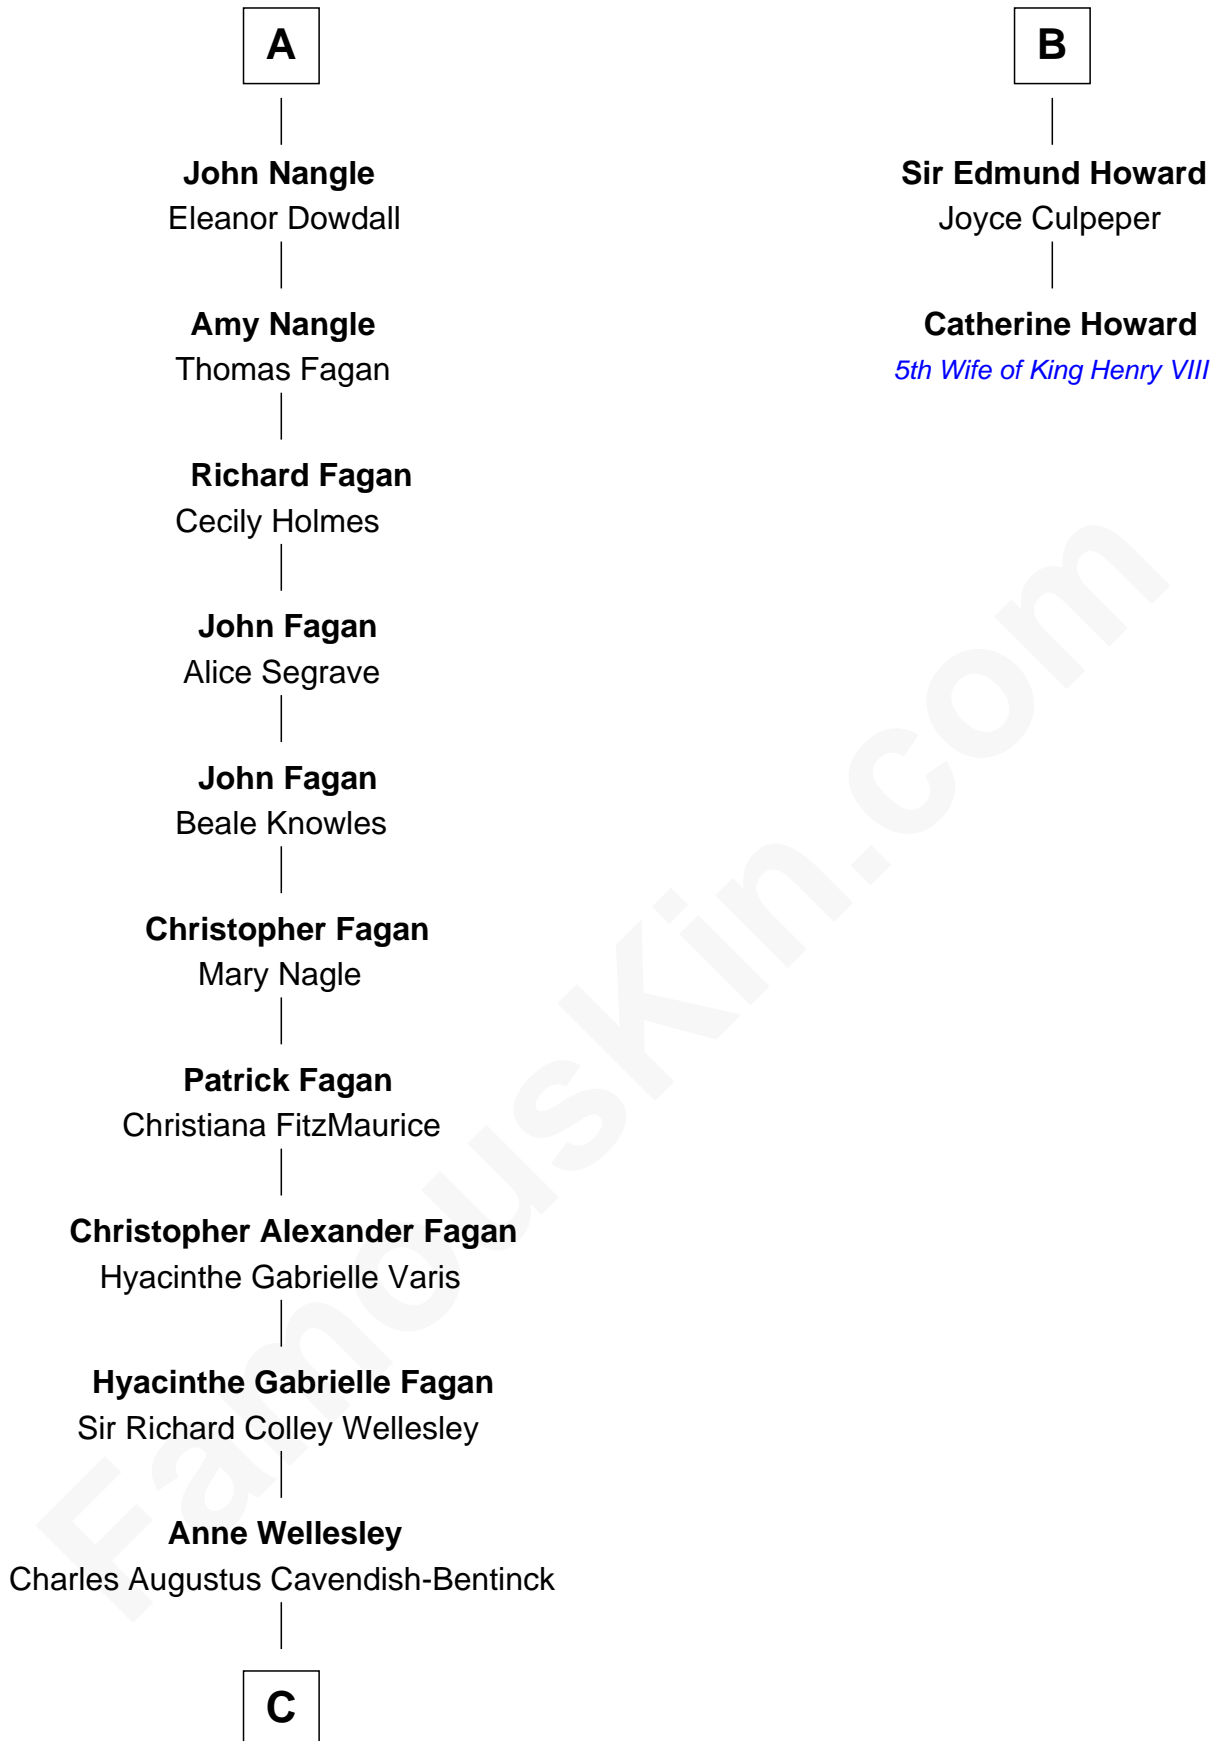 A
John Nangle
Eleanor Dowdall
Amy Nangle
Thomas Fagan
Richard Fagan
Cecily Holmes
John Fagan
Alice Segrave
John Fagan
Beale Knowles
Christopher Fagan
Mary Nagle
Patrick Fagan
Christiana FitzMaurice
Christopher Alexander Fagan
Hyacinthe Gabrielle Varis
Hyacinthe Gabrielle Fagan
Sir Richard Colley Wellesley
Anne Wellesley
Charles Augustus Cavendish-Bentinck
C
B
Sir Edmund Howard
Joyce Culpeper
Catherine Howard
5th Wife of King Henry VIII
FamousKin.com